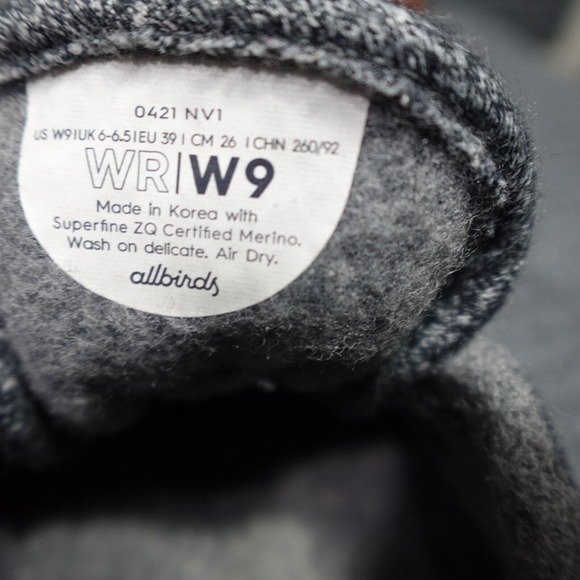 0421 NV1
US W9 | UK 6-6.5 | EU 39 | CM 26 | CHN 260/92
WR | W9
Made in Korea with
Superfine ZQ Certified Merino.
Wash on delicate. Air Dry.
allbirds